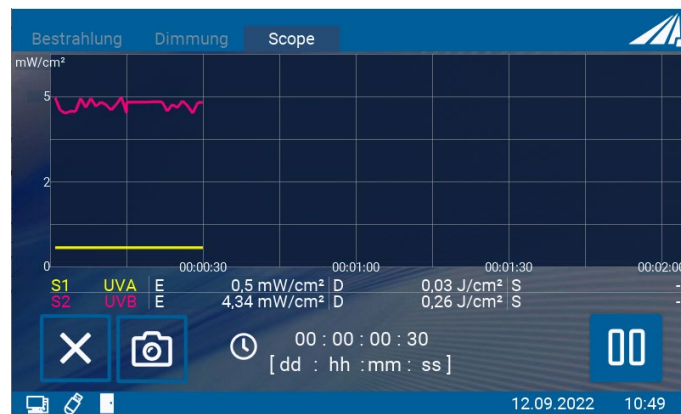 Bestrahlung Dimmung Scope
mW/cm²
5
2
0 00:00:30 00:01:00 00:01:30 00:02:00
S1 UVA E 0,5 mW/cm² D 0,03 J/cm² S -
S2 UVB E 4,34 mW/cm² D 0,26 J/cm² S -
00 : 00 : 00 : 30
[ dd : hh : mm : ss ]
12.09.2022 10:49